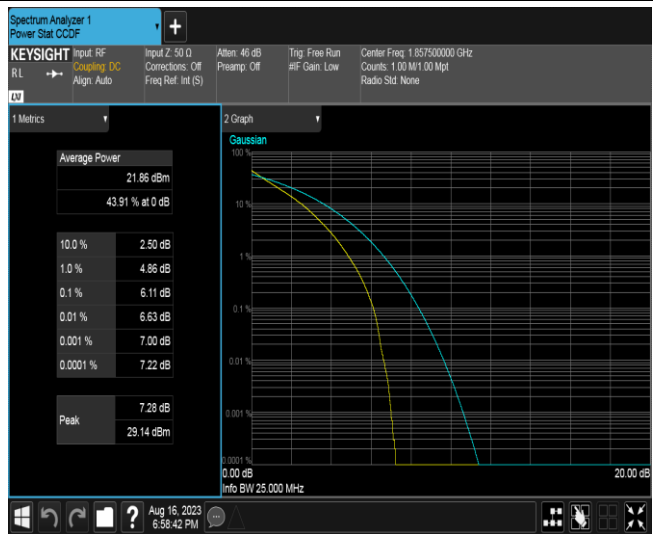 Spectrum Analyzer 1
Power Stat CCDF
+
KEYSIGHT
RL
Input: RF
Coupling: DC
Align: Auto
Input Z: 50 Ω
Corrections: Off
Freq Ref: Int (S)
Atten: 46 dB
Preamp: Off
Trig: Free Run
#IF Gain: Low
Center Freq: 1.857500000 GHz
Counts: 1.00 M/1.00 Mpt
Radio Std: None
LXI
1 Metrics
Average Power
21.86 dBm
43.91 % at 0 dB
10.0 % 2.50 dB
1.0 % 4.86 dB
0.1 % 6.11 dB
0.01 % 6.63 dB
0.001 % 7.00 dB
0.0001 % 7.22 dB
Peak
7.28 dB
29.14 dBm
2 Graph
Gaussian
100 %
10 %
1 %
0.1 %
0.01 %
0.001 %
0.0001 %
0.00 dB 20.00 dB
Info BW 25.000 MHz
?
Aug 16, 2023
6:58:42 PM